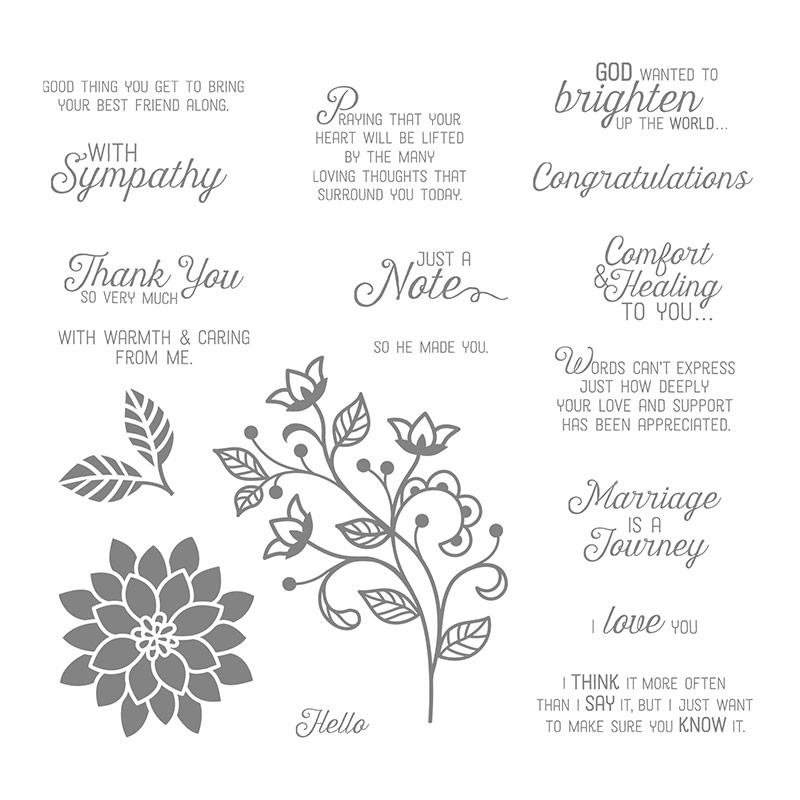 GOOD THING YOU GET TO BRING
YOUR BEST FRIEND ALONG.
WITH
Sympathy
Thank You
SO VERY MUCH
WITH WARMTH & CARING
FROM ME.
PRAYING THAT YOUR
HEART WILL BE LIFTED
BY THE MANY
LOVING THOUGHTS THAT
SURROUND YOU TODAY.
JUST A
Note
SO HE MADE YOU.
GOD WANTED TO
brighten
UP THE WORLD...
Congratulations
Comfort
& Healing
TO YOU...
WORDS CAN'T EXPRESS
JUST HOW DEEPLY
YOUR LOVE AND SUPPORT
HAS BEEN APPRECIATED.
Marriage
IS A
Journey
I love YOU
I THINK IT MORE OFTEN
THAN I SAY IT, BUT I JUST WANT
TO MAKE SURE YOU KNOW IT.
Hello